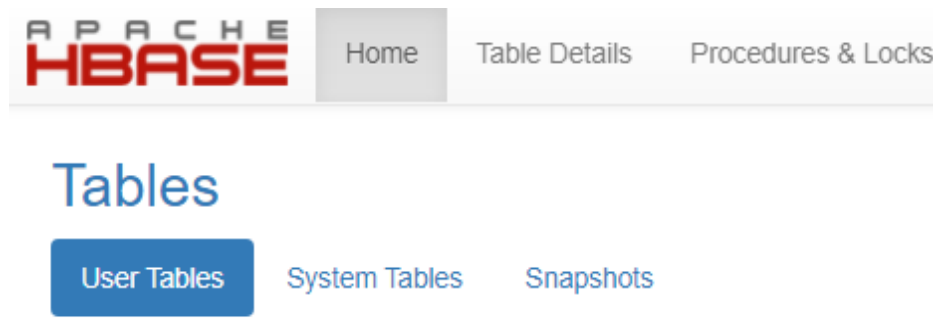 APACHE
HBASE Home Table Details Procedures & Locks
Tables
User Tables System Tables Snapshots